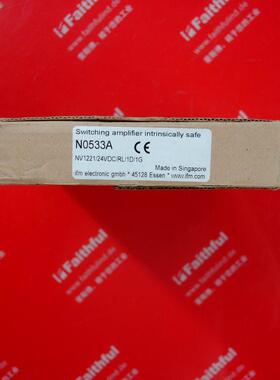 Switching amplifier intrinsically safe
N0533A CE
NV1221/24VDC/RL/1D/1G
Made in Singapore
ifm electronic gmbh * 45128 Essen * www.ifm.com
Faithful
Faithful
Faithful
Faithful